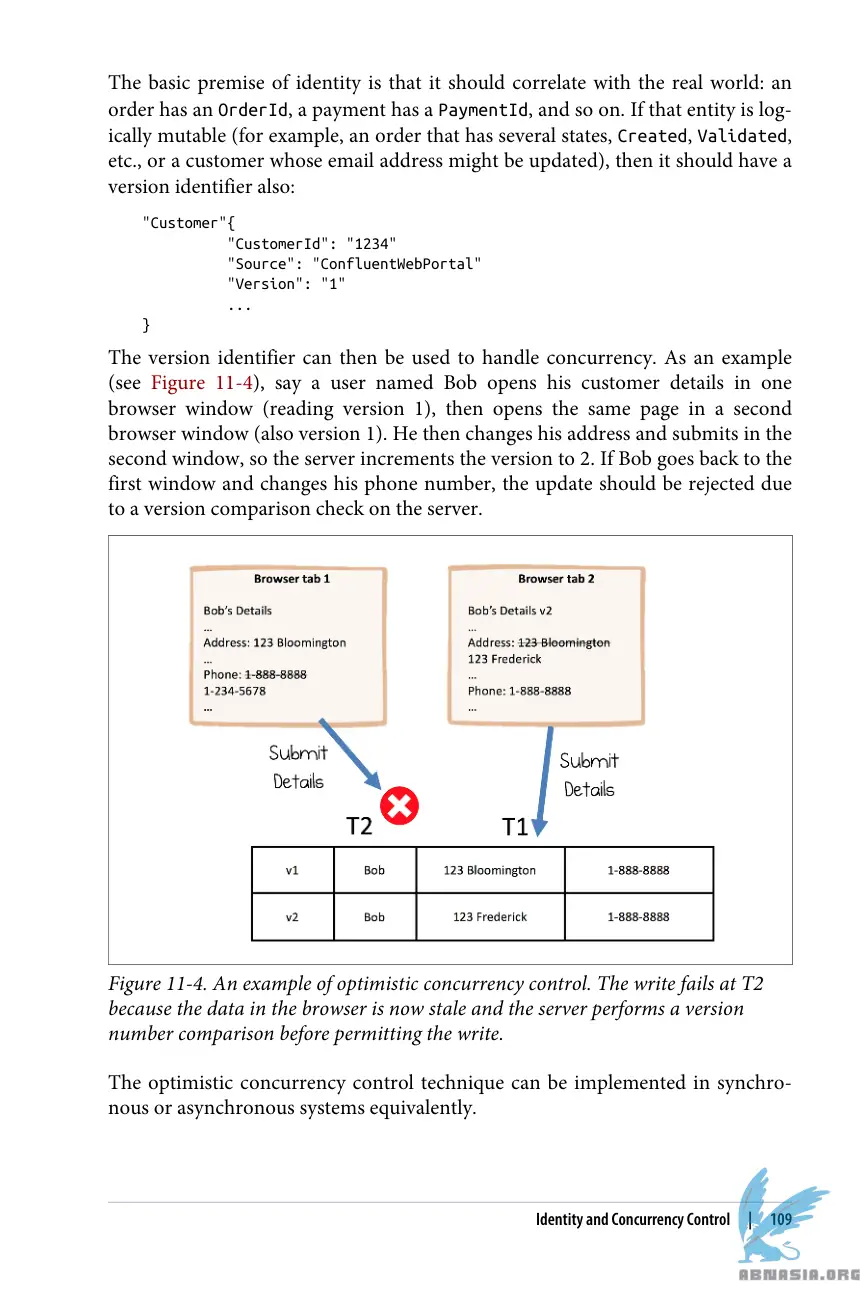 The basic premise of identity is that it should correlate with the real world: an
order has an OrderId, a payment has a PaymentId, and so on. If that entity is log-
ically mutable (for example, an order that has several states, Created, Validated,
etc., or a customer whose email address might be updated), then it should have a
version identifier also:
"Customer"{
"CustomerId": "1234"
"Source": "ConfluentWebPortal"
"Version": "1"
...
}
The version identifier can then be used to handle concurrency. As an example
(see Figure 11-4), say a user named Bob opens his customer details in one
browser window (reading version 1), then opens the same page in a second
browser window (also version 1). He then changes his address and submits in the
second window, so the server increments the version to 2. If Bob goes back to the
first window and changes his phone number, the update should be rejected due
to a version comparison check on the server.
Browser tab 1
Bob's Details
...
Address: 123 Bloomington
...
Phone: 1-888-8888
1-234-5678
...
Browser tab 2
Bob's Details v2
...
Address: 123 Bloomington
123 Frederick
...
Phone: 1-888-8888
...
Submit
Details
Submit
Details
T2
T1
v1 Bob 123 Bloomington 1-888-8888
v2 Bob 123 Frederick 1-888-8888
Figure 11-4. An example of optimistic concurrency control. The write fails at T2
because the data in the browser is now stale and the server performs a version
number comparison before permitting the write.
The optimistic concurrency control technique can be implemented in synchro-
nous or asynchronous systems equivalently.
Identity and Concurrency Control | 109
ABNASIA.ORG